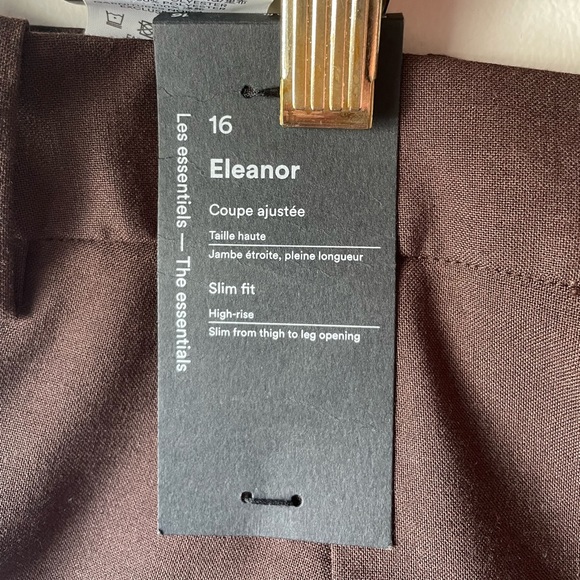 16
Eleanor
Coupe ajustée
Taille haute
Jambe étroite, pleine longueur
Slim fit
High-rise
Slim from thigh to leg opening
Les essentiels — The essentials